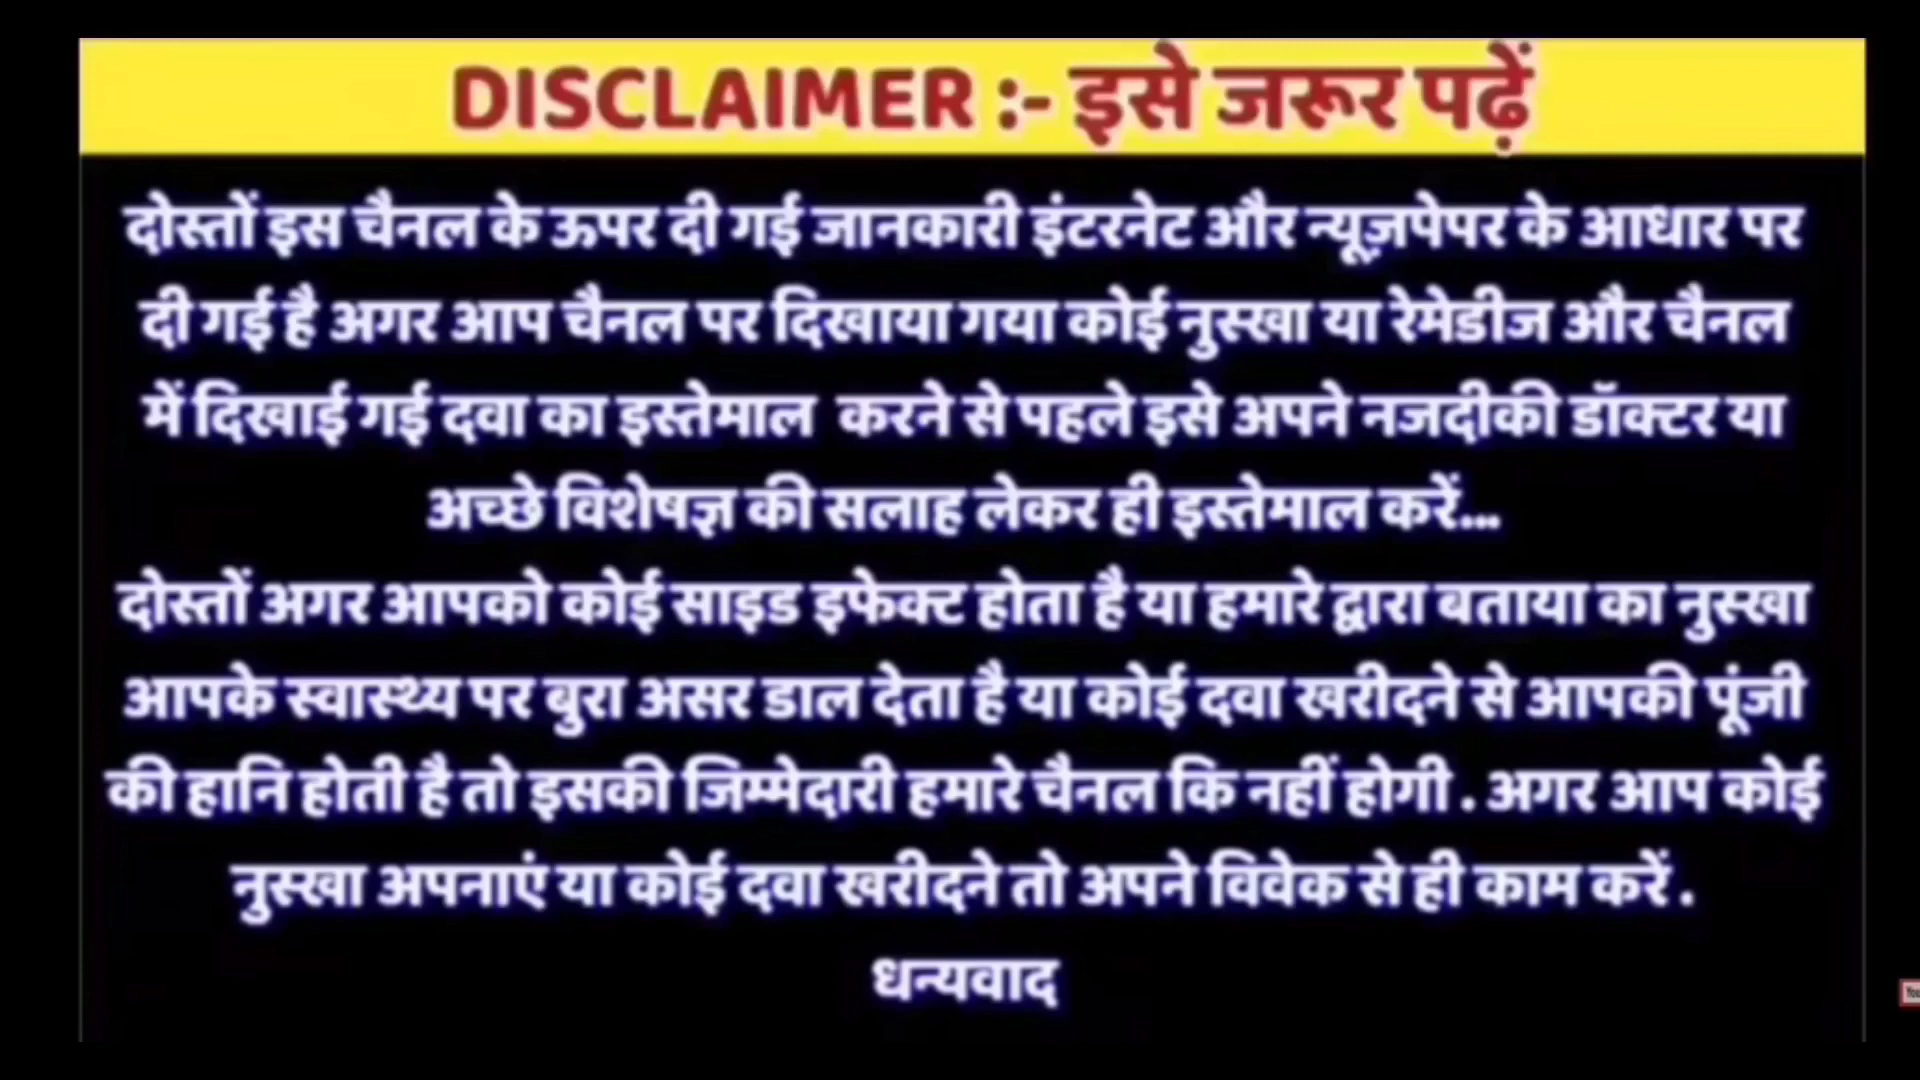 DISCLAIMER :- इसे जरूर पढ़ें
दोस्तों इस चैनल के ऊपर दी गई जानकारी इंटरनेट और न्यूज़पेपर के आधार पर
दी गई है अगर आप चैनल पर दिखाया गया कोई नुस्खा या रेमेडीज और चैनल
में दिखाई गई दवा का इस्तेमाल करने से पहले इसे अपने नजदीकी डॉक्टर या
अच्छे विशेषज्ञ की सलाह लेकर ही इस्तेमाल करें...
दोस्तों अगर आपको कोई साइड इफेक्ट होता है या हमारे द्वारा बताया का नुस्खा
आपके स्वास्थ्य पर बुरा असर डाल देता है या कोई दवा खरीदने से आपकी पूंजी
की हानि होती है तो इसकी जिम्मेदारी हमारे चैनल कि नहीं होगी . अगर आप कोई
नुस्खा अपनाएं या कोई दवा खरीदने तो अपने विवेक से ही काम करें .
धन्यवाद